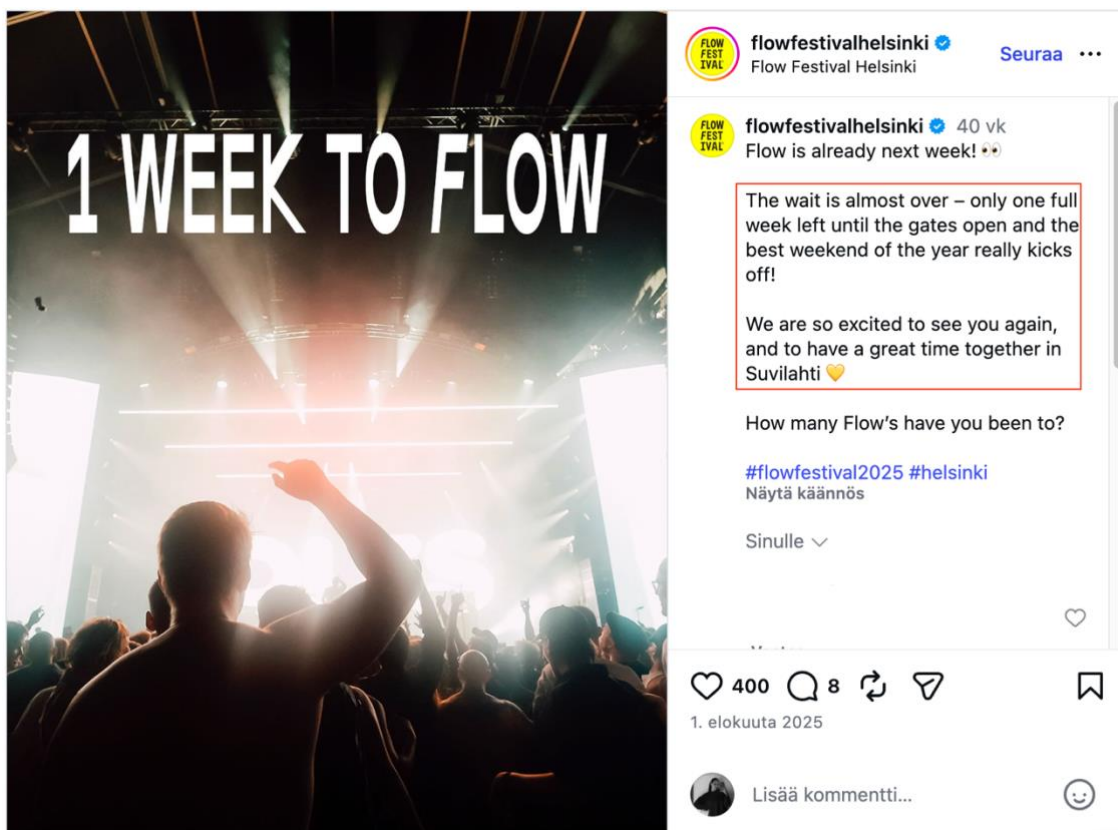 1 WEEK TO FLOW
FLOW
FEST
IVAL
flowfestivalhelsinki
Flow Festival Helsinki
Seuraa
FLOW
FEST
IVAL
flowfestivalhelsinki 40 vk
Flow is already next week! 👀
The wait is almost over – only one full
week left until the gates open and the
best weekend of the year really kicks
off!
We are so excited to see you again,
and to have a great time together in
Suvilahti 💛
How many Flow's have you been to?
#flowfestival2025 #helsinki
Näytä käännös
Sinulle
400
8
1. elokuuta 2025
Lisää kommentti...